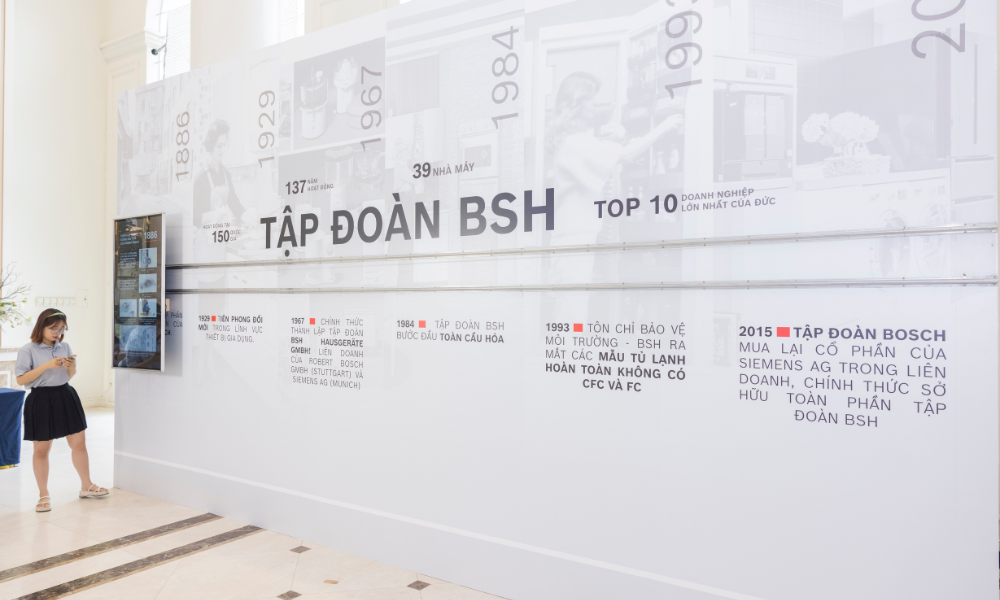 1886
1929
1967
1984
1993
137 NĂM
HOẠT ĐỘNG
39 NHÀ MÁY
150
TẬP ĐOÀN BSH
TOP 10 DOANH NGHIỆP
LỚN NHẤT CỦA ĐỨC
1886
1929 TIÊN PHONG ĐỔI
MỚI TRONG LĨNH VỰC
THIẾT BỊ GIA DỤNG.
1967 CHÍNH THỨC
THÀNH LẬP TẬP ĐOÀN
BSH HAUSGERÄTE
GMBH! LIÊN DOANH
CỦA ROBERT BOSCH
GMBH (STUTTGART) VÀ
SIEMENS AG (MUNICH)
1984 TẬP ĐOÀN BSH
BƯỚC ĐẦU TOÀN CẦU HÓA
1993 TÔN CHỈ BẢO VỆ
MÔI TRƯỜNG - BSH RA
MẮT CÁC MẪU TỦ LẠNH
HOÀN TOÀN KHÔNG CÓ
CFC VÀ FC
2015 TẬP ĐOÀN BOSCH
MUA LẠI CỔ PHẦN CỦA
SIEMENS AG TRONG LIÊN
DOANH, CHÍNH THỨC SỞ
HỮU TOÀN PHẦN TẬP
ĐOÀN BSH